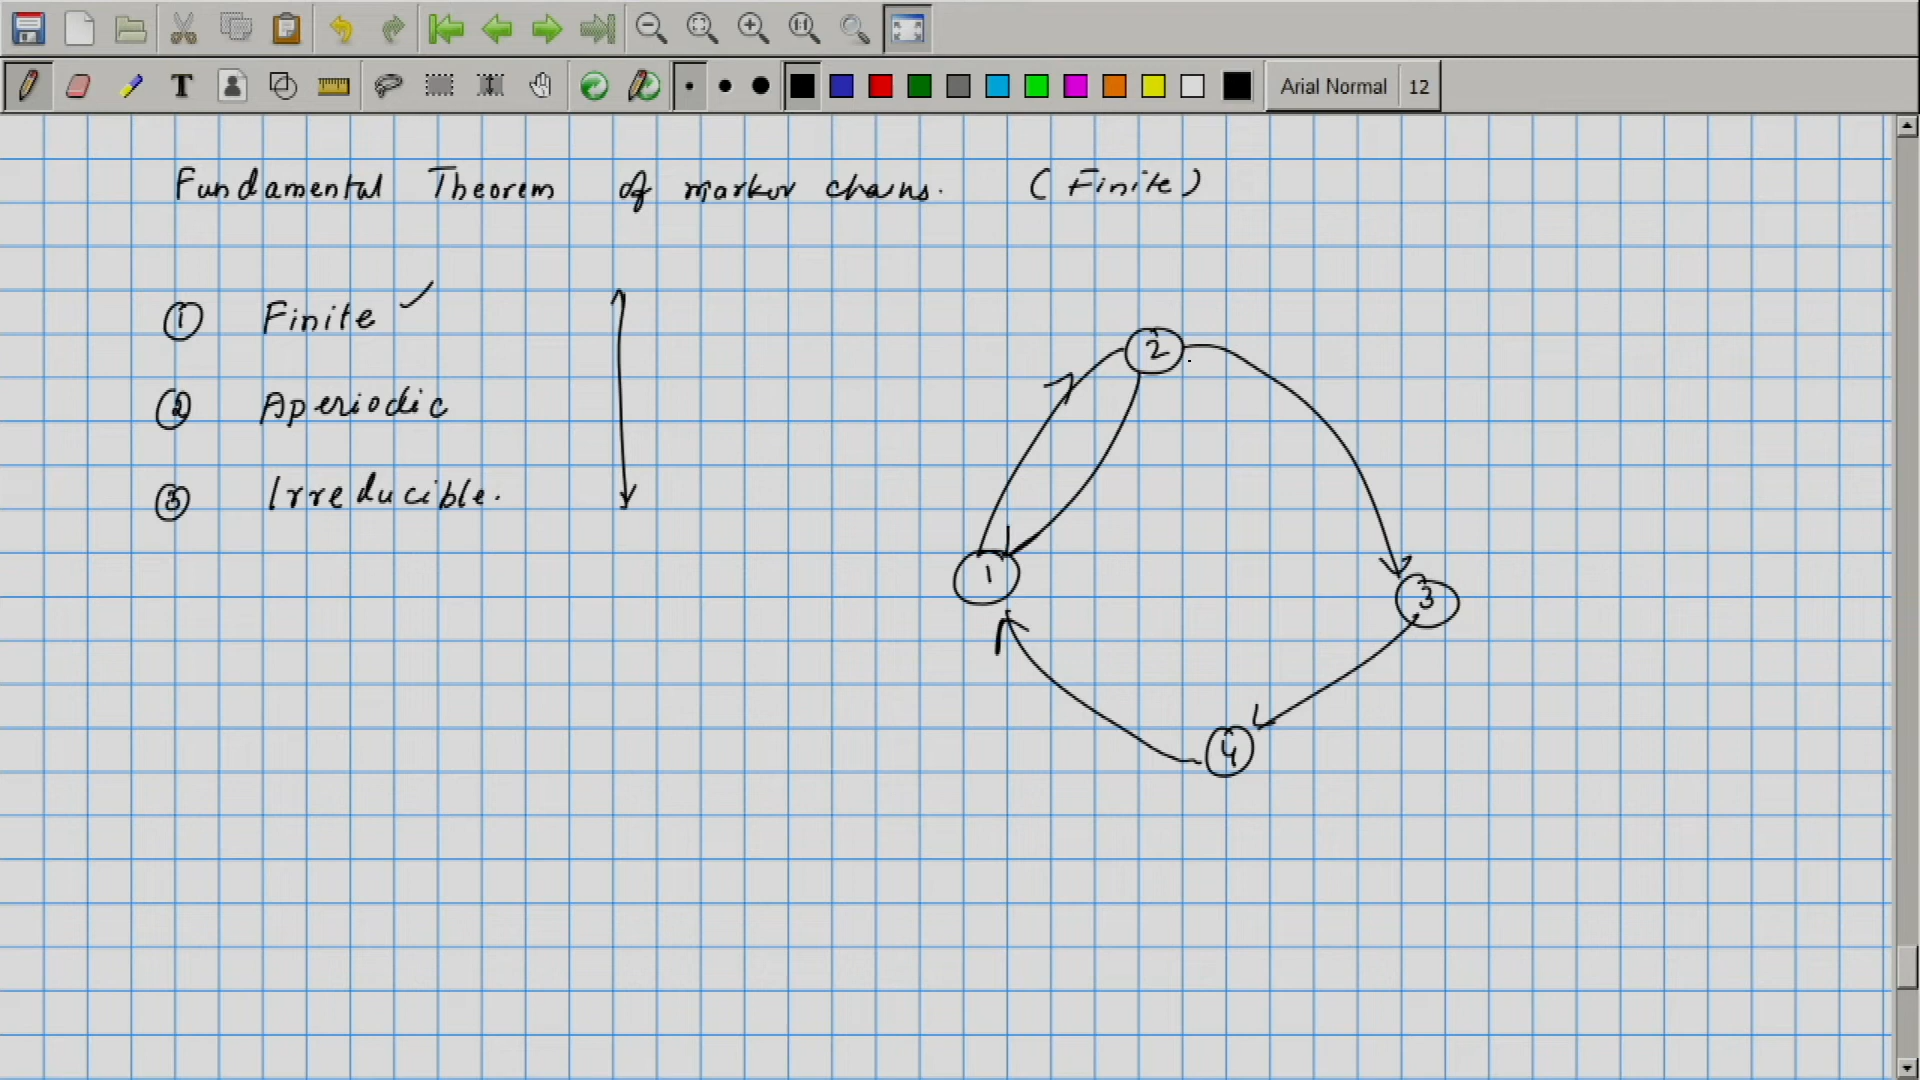 T
Arial Normal 12
Fundamental Theorem of markov chains. (Finite)
① Finite ✓
② Aperiodic
③ Irreducible.
2
1
3
4